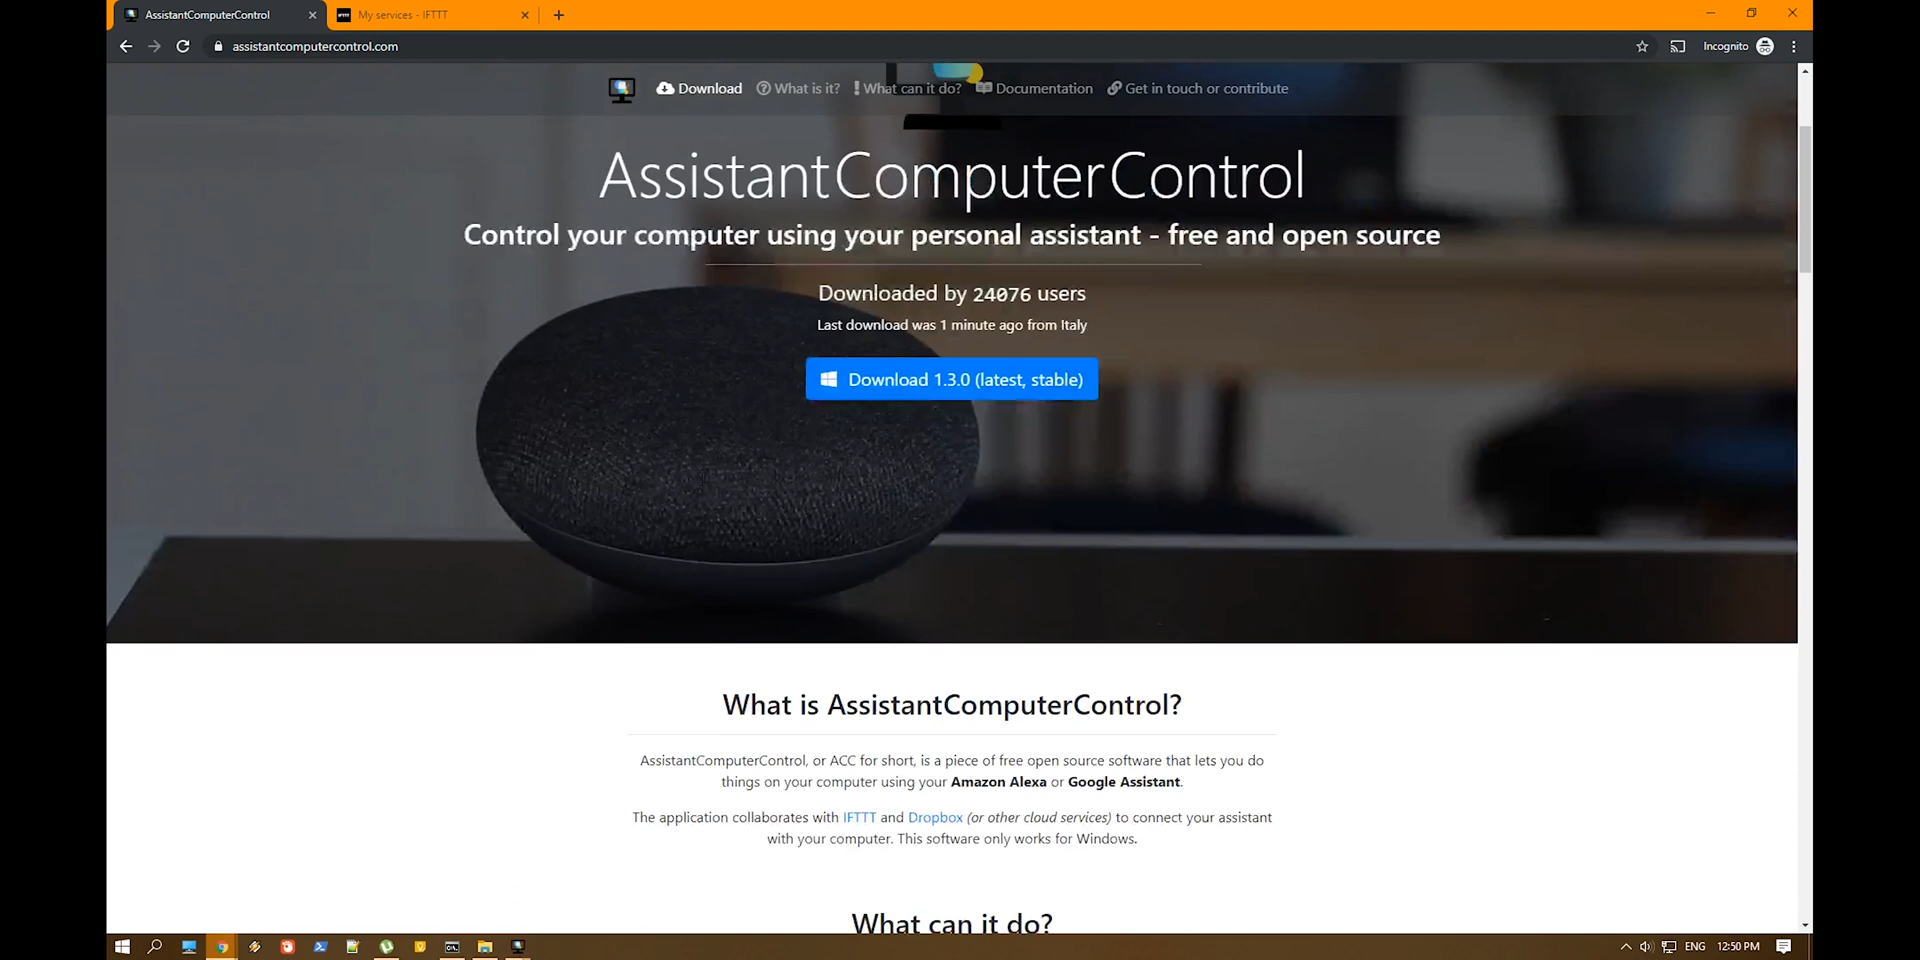 AssistantComputerControl
My services - IFTTT
assistantcomputercontrol.com
Incognito
Download
What is it?
What can it do?
Documentation
Get in touch or contribute
AssistantComputerControl
Control your computer using your personal assistant - free and open source
Downloaded by 24076 users
Last download was 1 minute ago from Italy
Download 1.3.0 (latest, stable)
What is AssistantComputerControl?
AssistantComputerControl, or ACC for short, is a piece of free open source software that lets you do
things on your computer using your Amazon Alexa or Google Assistant.
The application collaborates with IFTTT and Dropbox (or other cloud services) to connect your assistant
with your computer. This software only works for Windows.
What can it do?
ENG
12:50 PM